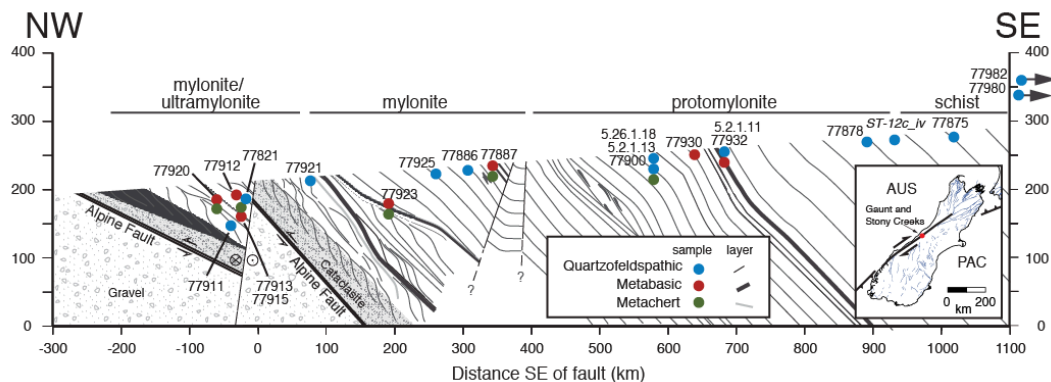 NW
SE
400
300
200
100
0
400
300
200
100
0
mylonite/
ultramylonite
mylonite
protomylonite
schist
77982
77980
77920
77912
77821
77921
77925
77886
77887
77923
5.26.1.18
5.2.1.13
77900
77930
5.2.1.11
77932
77878
ST-12c_iv
77875
77911
77913
77915
Alpine Fault
Alpine Fault
Cataclasite
Gravel
?
?
sample
layer
Quartzofeldspathic
Metabasic
Metachert
AUS
Gaunt and
Stony Creeks
PAC
0 200
km
-300 -200 -100 0 100 200 300 400 500 600 700 800 900 1000 1100
Distance SE of fault (km)